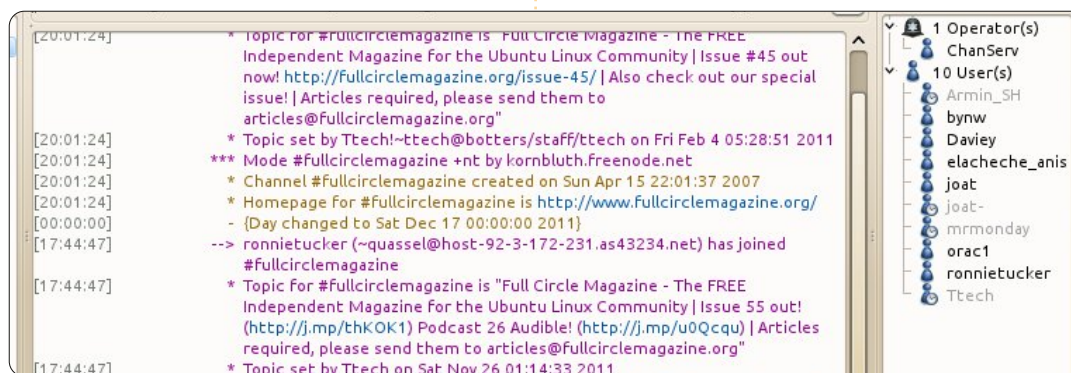 [20:01:24] * Topic for #fullcirclemagazine is "Full Circle Magazine - The FREE
Independent Magazine for the Ubuntu Linux Community | Issue #45 out
now! http://fullcirclemagazine.org/issue-45/ | Also check out our special
issue! | Articles required, please send them to
articles@fullcirclemagazine.org"
[20:01:24] * Topic set by Ttech!~ttech@botters/staff/ttech on Fri Feb 4 05:28:51 2011
[20:01:24] *** Mode #fullcirclemagazine +nt by kornbluth.freenode.net
[20:01:24] * Channel #fullcirclemagazine created on Sun Apr 15 22:01:37 2007
[20:01:24] * Homepage for #fullcirclemagazine is http://www.fullcirclemagazine.org/
[00:00:00] - {Day changed to Sat Dec 17 00:00:00 2011}
[17:44:47] --> ronnietucker (~quassel@host-92-3-172-231.as43234.net) has joined
#fullcirclemagazine
[17:44:47] * Topic for #fullcirclemagazine is "Full Circle Magazine - The FREE
Independent Magazine for the Ubuntu Linux Community | Issue 55 out!
(http://j.mp/thKOK1) Podcast 26 Audible! (http://j.mp/u0Qcqu) | Articles
required, please send them to articles@fullcirclemagazine.org"
[17:44:47] * Topic set by Ttech on Sat Nov 26 01:14:33 2011
1 Operator(s)
ChanServ
10 User(s)
Armin_SH
bynw
Daviey
elacheche_anis
joat
joat-
mrmonday
orac1
ronnietucker
Ttech